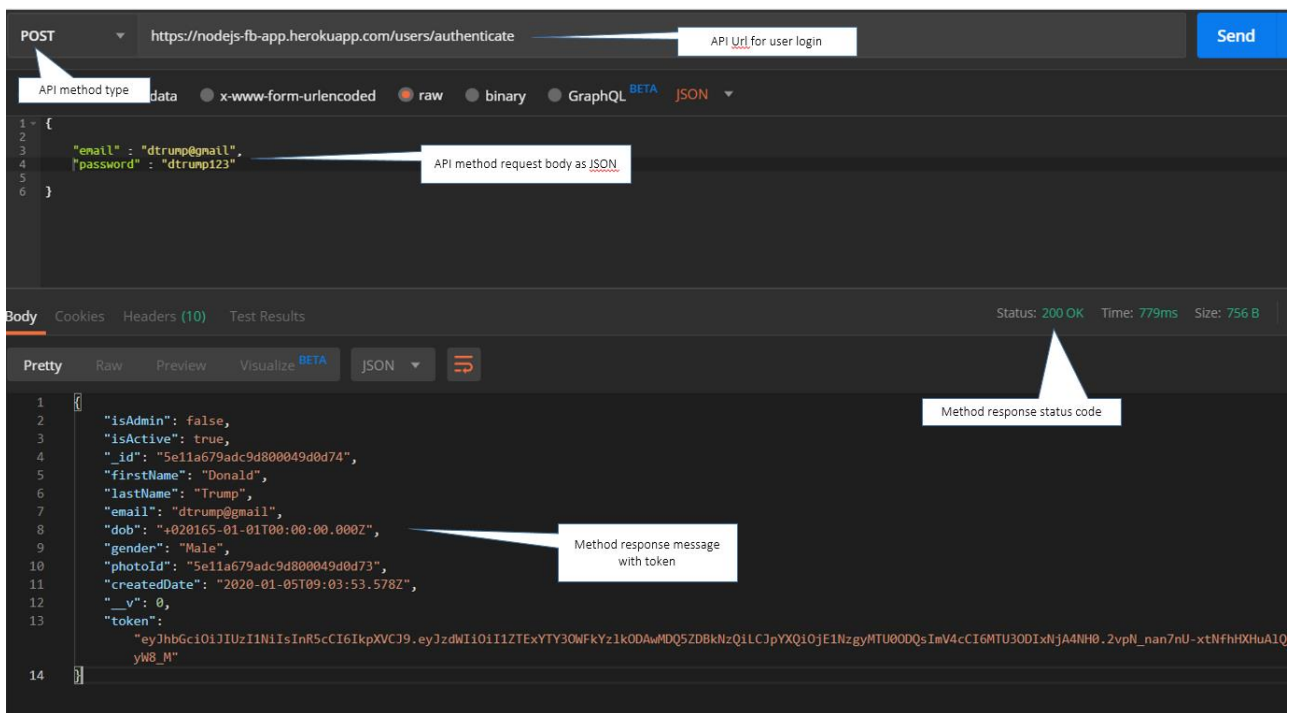 POST https://nodejs-fb-app.herokuapp.com/users/authenticate API Url for user login Send
API method type data x-www-form-urlencoded raw binary GraphQL BETA JSON
1 {
2
3 "email" : "dtrump@gmail",
4 "password" : "dtrump123"
5
6 }
API method request body as JSON
Body Cookies Headers (10) Test Results Status: 200 OK Time: 779ms Size: 756 B
Pretty Raw Preview Visualize BETA JSON
Method response status code
1 {
2 "isAdmin": false,
3 "isActive": true,
4 "_id": "5e11a679adc9d800049d0d74",
5 "firstName": "Donald",
6 "lastName": "Trump",
7 "email": "dtrump@gmail",
8 "dob": "+020165-01-01T00:00:00.000Z",
9 "gender": "Male",
10 "photoId": "5e11a679adc9d800049d0d73",
11 "createdDate": "2020-01-05T09:03:53.578Z",
12 "__v": 0,
13 "token":
"eyJhbGciOiJIUzI1NiIsInR5cCI6IkpXVCJ9.eyJzdWIiOiI1ZTExYTY3OWFkYzlkODAwMDQ5ZDBkNzQiLCJpYXQiOjE1NzgyMTU0ODQsImV4cCI6MTU3ODIxNjA4NH0.2vpN_nan7nU-xtNfhHXHuAlQ
yW8_M"
14 }
Method response message
with token